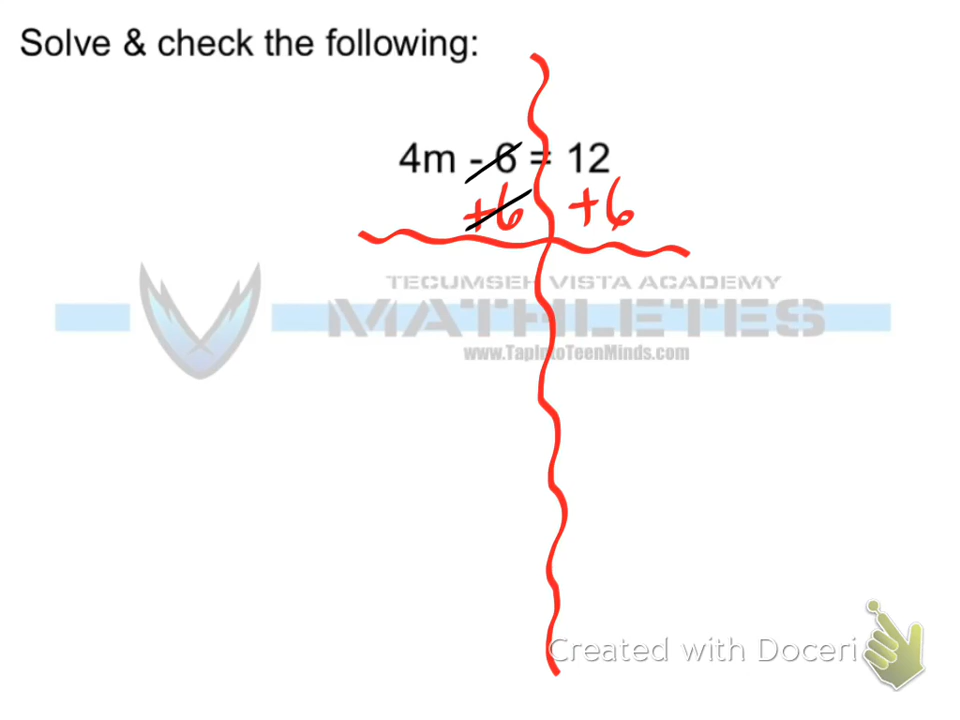 Solve & check the following:
4m - 6 = 12
+6 +6
TECUMSEH VISTA ACADEMY
MATHLETES
www.TapIntoTeenMinds.com
Created with Doceri